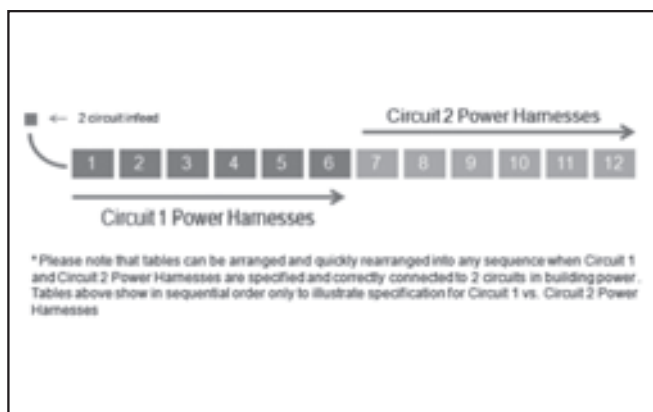 Circuit 2 Power Harnesses
← 2 circuit infeed
1 2 3 4 5 6 7 8 9 10 11 12
Circuit 1 Power Harnesses
* Please note that tables can be arranged and quickly rearranged into any sequence when Circuit 1
and Circuit 2 Power Harnesses are specified and correctly connected to 2 circuits in building power.
Tables above show in sequential order only to illustrate specification for Circuit 1 vs. Circuit 2 Power
Harnesses